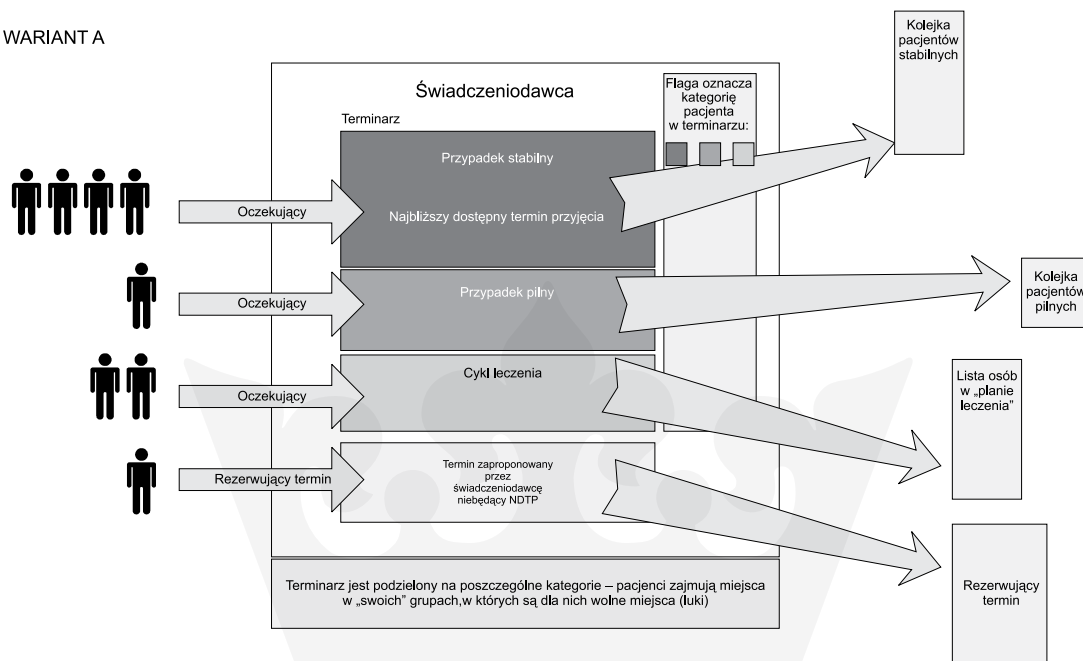 WARIANT A
Świadczeniodawca
Terminarz
Flaga oznacza
kategorię
pacjenta
w terminarzu:
Kolejka
pacjentów
stabilnych
Przypadek stabilny
Oczekujący
Najbliższy dostępny termin przyjęcia
Oczekujący
Przypadek pilny
Kolejka
pacjentów
pilnych
Oczekujący
Cykl leczenia
Lista osób
w „planie
leczenia”
Rezerwujący termin
Termin zaproponowany
przez
świadczeniodawcę
niebędący NDTP
Rezerwujący
termin
Terminarz jest podzielony na poszczególne kategorie – pacjenci zajmują miejsca
w „swoich” grupach,w których są dla nich wolne miejsca (luki)